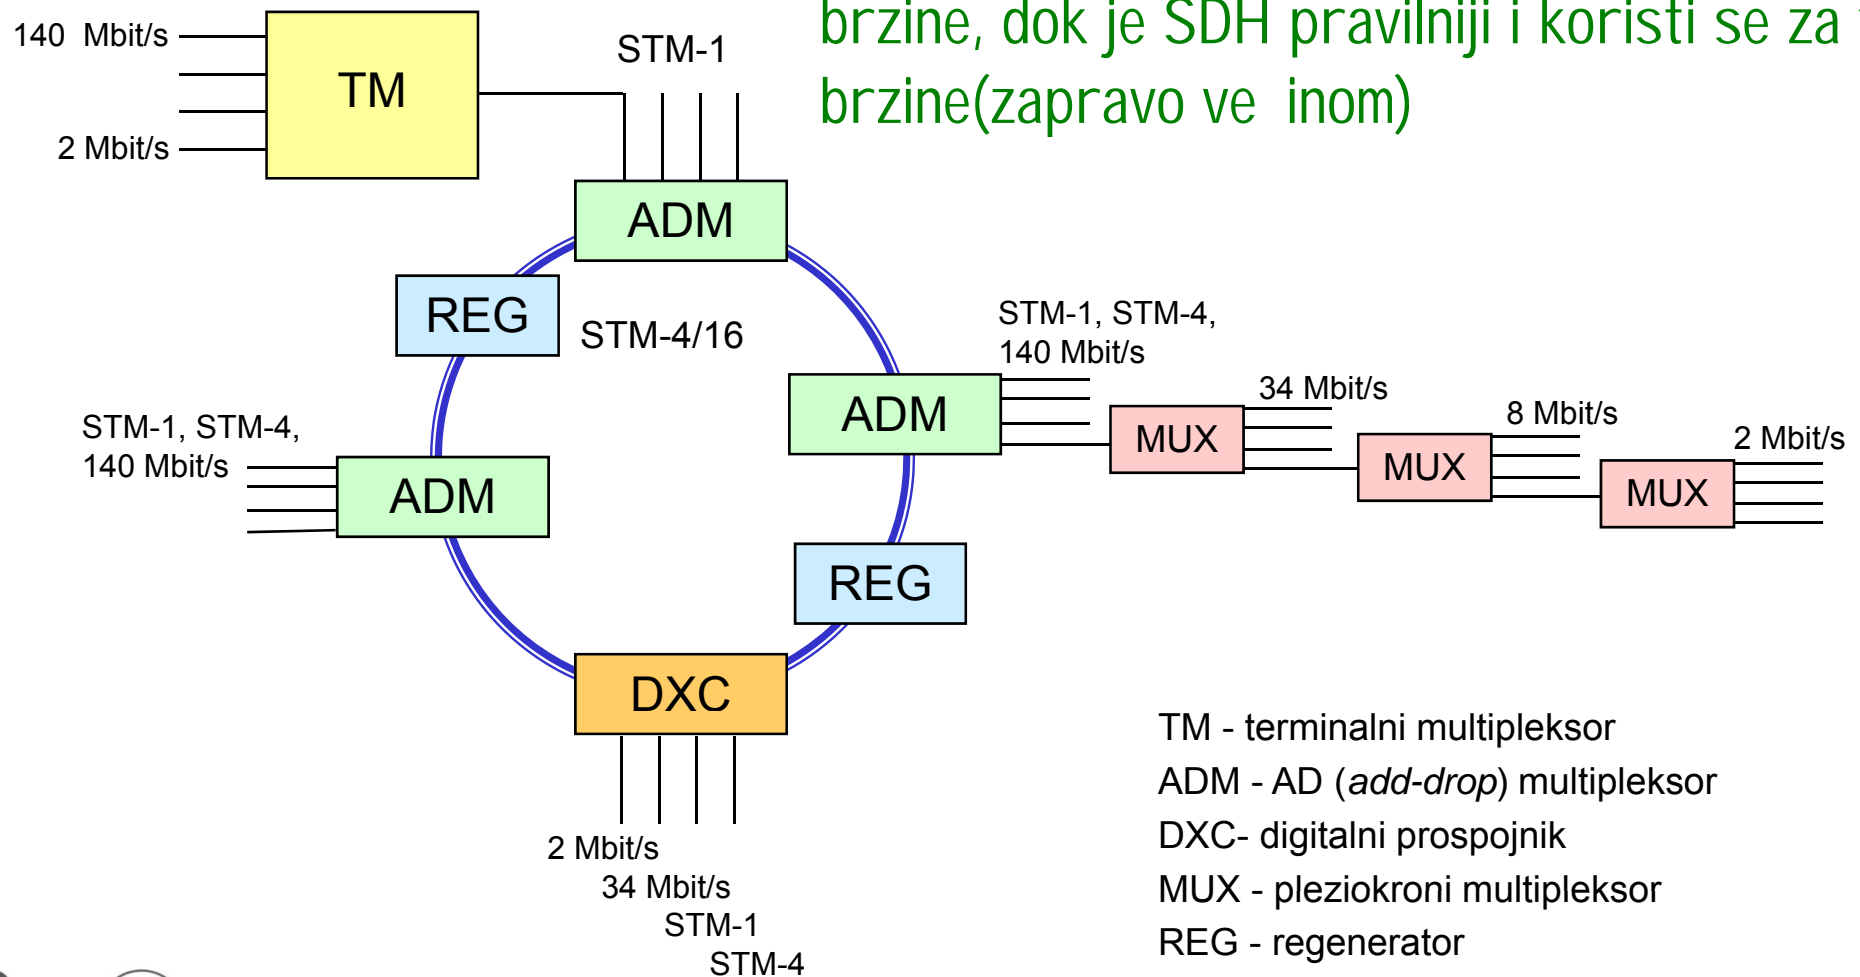 brzine, dok je SDH pravilniji i koristi se za
brzine(zapravo ve inom)
140 Mbit/s
2 Mbit/s
TM
STM-1
ADM
REG
STM-4/16
STM-1, STM-4,
140 Mbit/s
ADM
34 Mbit/s
MUX
8 Mbit/s
MUX
2 Mbit/s
MUX
STM-1, STM-4,
140 Mbit/s
ADM
REG
DXC
2 Mbit/s
34 Mbit/s
STM-1
STM-4
TM - terminalni multipleksor
ADM - AD (add-drop) multipleksor
DXC- digitalni prospojnik
MUX - pleziokroni multipleksor
REG - regenerator